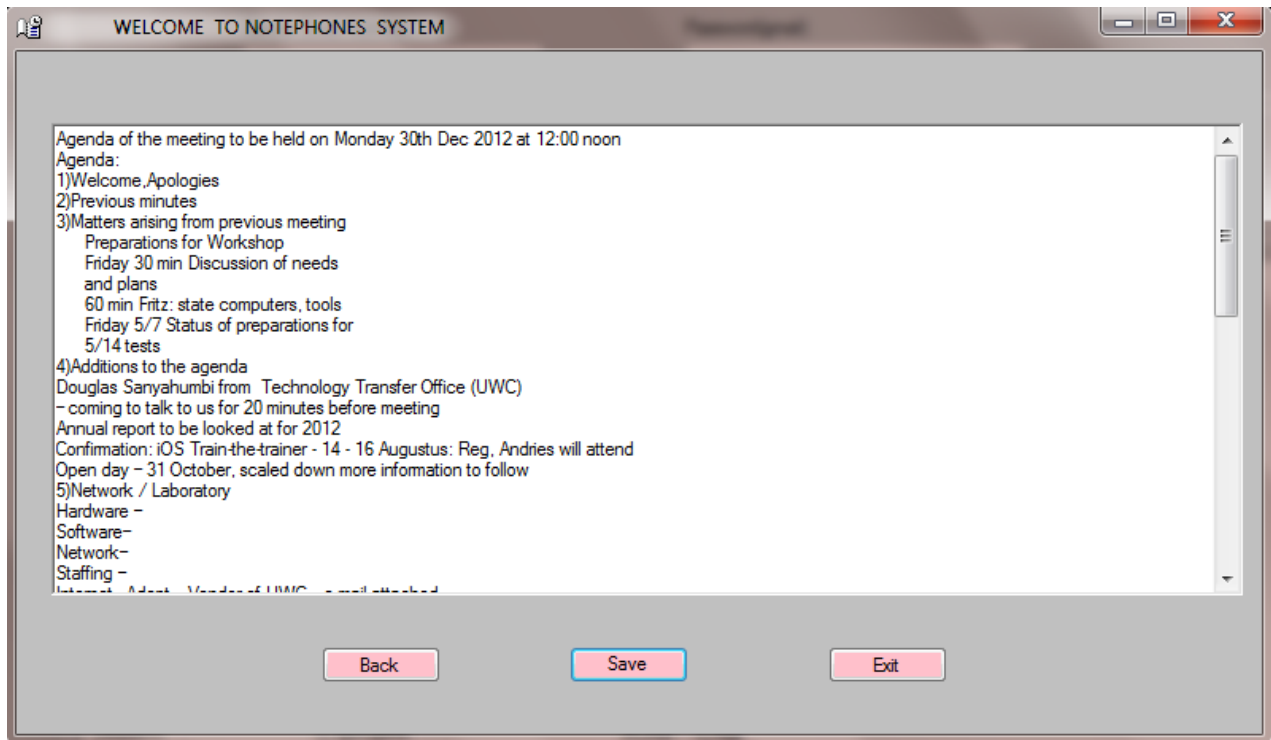 WELCOME TO NOTEPHONES SYSTEM
Agenda of the meeting to be held on Monday 30th Dec 2012 at 12:00 noon
Agenda:
1)Welcome,Apologies
2)Previous minutes
3)Matters arising from previous meeting
Preparations for Workshop
Friday 30 min Discussion of needs
and plans
60 min Fritz: state computers, tools
Friday 5/7 Status of preparations for
5/14 tests
4)Additions to the agenda
Douglas Sanyahumbi from  Technology Transfer Office (UWC)
– coming to talk to us for 20 minutes before meeting
Annual report to be looked at for 2012
Confirmation: iOS Train-the-trainer - 14 - 16 Augustus: Reg, Andries will attend
Open day – 31 October, scaled down more information to follow
5)Network / Laboratory
Hardware –
Software–
Network–
Staffing –
Back
Save
Exit